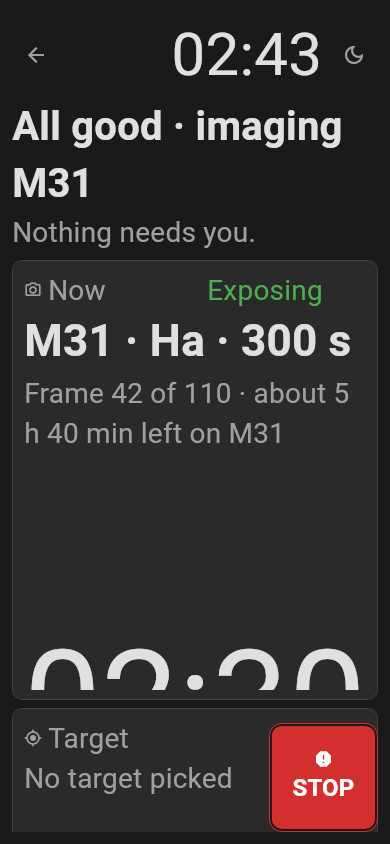 02:43
All good · imaging
M31
Nothing needs you.
Now
Exposing
M31 · Ha · 300 s
Frame 42 of 110 · about 5
h 40 min left on M31
Target
No target picked
STOP